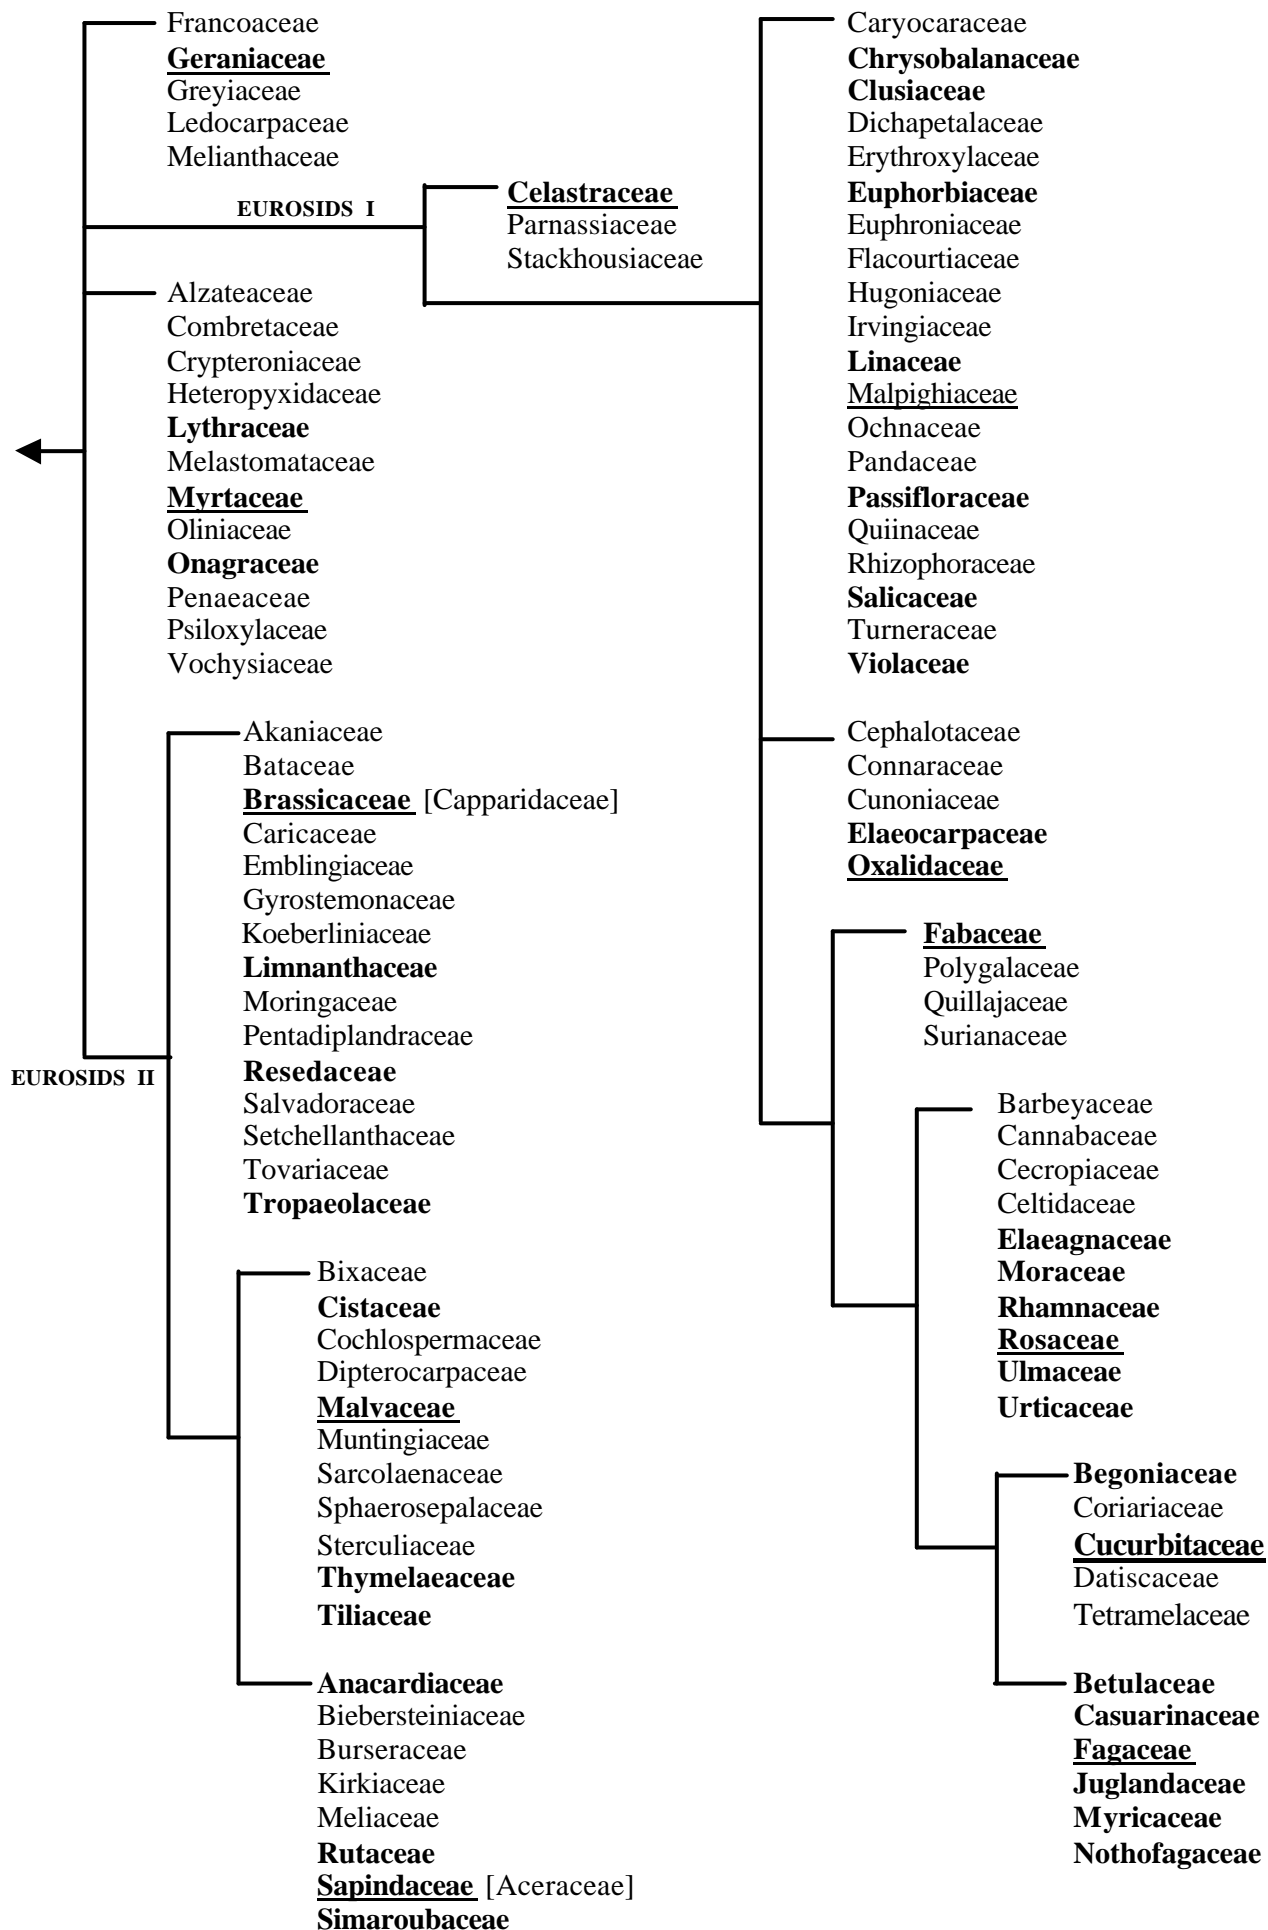 Francoaceae
Geraniaceae
Greyiaceae
Ledocarpaceae
Melianthaceae
EUROSIDS I
Celastraceae
Parnassiaceae
Stackhousiaceae
Alzateaceae
Combretaceae
Crypteroniaceae
Heteropyxidaceae
Lythraceae
Melastomataceae
Myrtaceae
Oliniaceae
Onagraceae
Penaeaceae
Psiloxylaceae
Vochysiaceae
EUROSIDS II
Akaniaceae
Bataceae
Brassicaceae [Capparidaceae]
Caricaceae
Emblingiaceae
Gyrostemonaceae
Koeberliniaceae
Limnanthaceae
Moringaceae
Pentadiplandraceae
Resedaceae
Salvadoraceae
Setchellanthaceae
Tovariaceae
Tropaeolaceae
Bixaceae
Cistaceae
Cochlospermaceae
Dipterocarpaceae
Malvaceae
Muntingiaceae
Sarcolaenaceae
Sphaerosepalaceae
Sterculiaceae
Thymelaeaceae
Tiliaceae
Anacardiaceae
Biebersteiniaceae
Burseraceae
Kirkiaceae
Meliaceae
Rutaceae
Sapindaceae [Aceraceae]
Simaroubaceae
Caryocaraceae
Chrysobalanaceae
Clusiaceae
Dichapetalaceae
Erythroxylaceae
Euphorbiaceae
Euphroniaceae
Flacourtiaceae
Hugoniaceae
Irvingiaceae
Linaceae
Malpighiaceae
Ochnaceae
Pandaceae
Passifloraceae
Quiinaceae
Rhizophoraceae
Salicaceae
Turneraceae
Violaceae
Cephalotaceae
Connaraceae
Cunoniaceae
Elaeocarpaceae
Oxalidaceae
Fabaceae
Polygalaceae
Quillajaceae
Surianaceae
Barbeyaceae
Cannabaceae
Cecropiaceae
Celtidaceae
Elaeagnaceae
Moraceae
Rhamnaceae
Rosaceae
Ulmaceae
Urticaceae
Begoniaceae
Coriariaceae
Cucurbitaceae
Datiscaceae
Tetramelaceae
Betulaceae
Casuarinaceae
Fagaceae
Juglandaceae
Myricaceae
Nothofagaceae